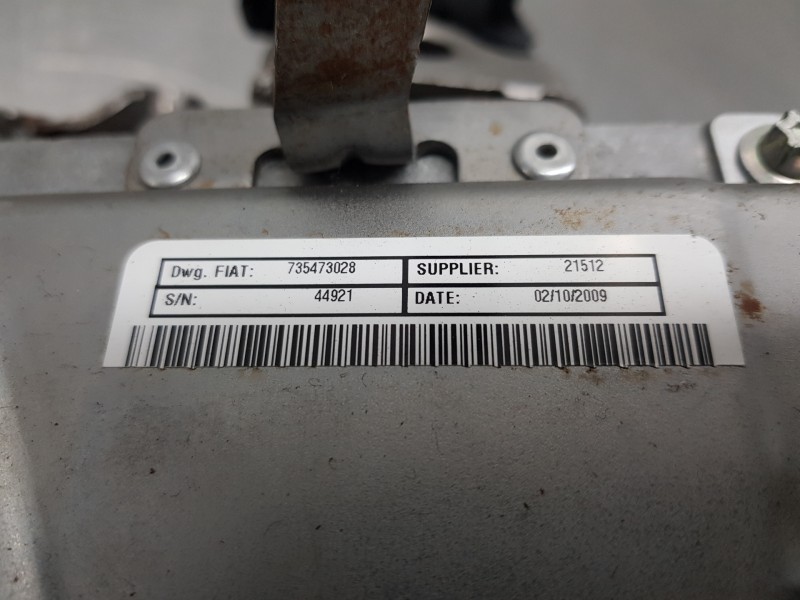 Dwg. FIAT: 735473028 SUPPLIER: 21512
S/N: 44921 DATE: 02/10/2009